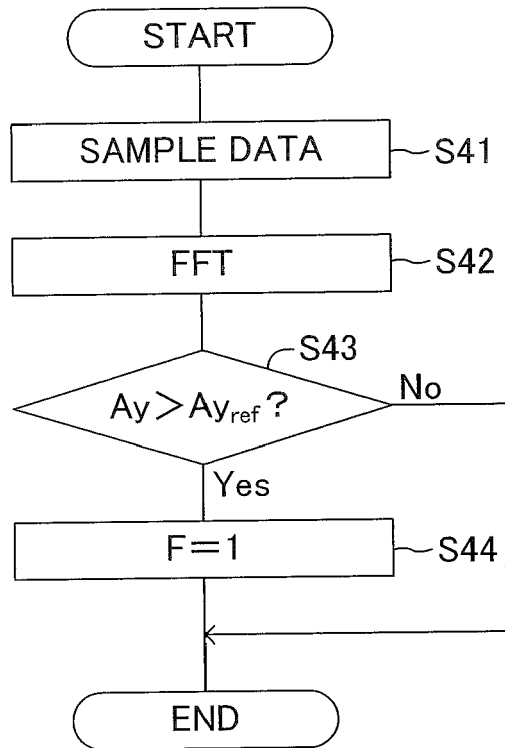 START
SAMPLE DATA
S41
FFT
S42
S43
Ay>Ayref?
No
Yes
F=1
S44
END